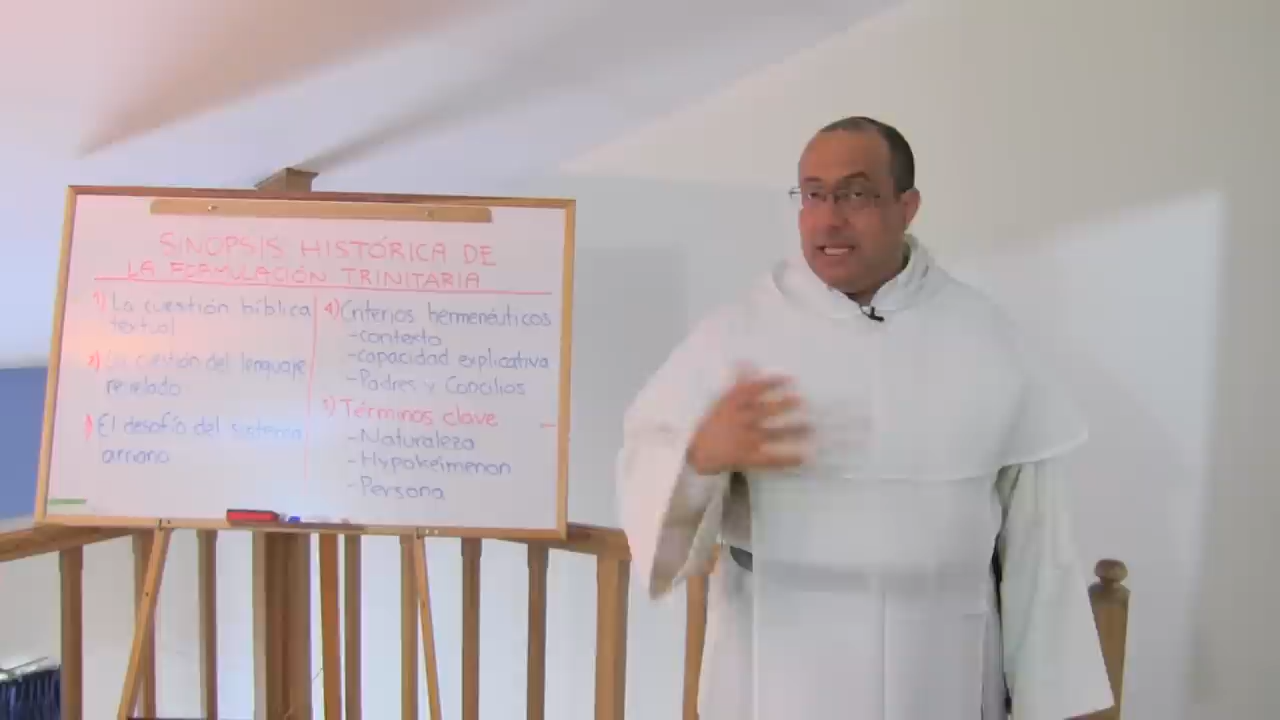 SINOPSIS HISTÓRICA DE
LA FORMULACIÓN TRINITARIA
1) La cuestión bíblica
textual
2) La cuestión del lenguaje
revelado
3) El desafío del sistema
arriano
4) Criterios hermenéuticos
-contexto
-capacidad explicativa
-Padres y Concilios
5) Términos clave
-Naturaleza
-Hypokeimenon
-Persona